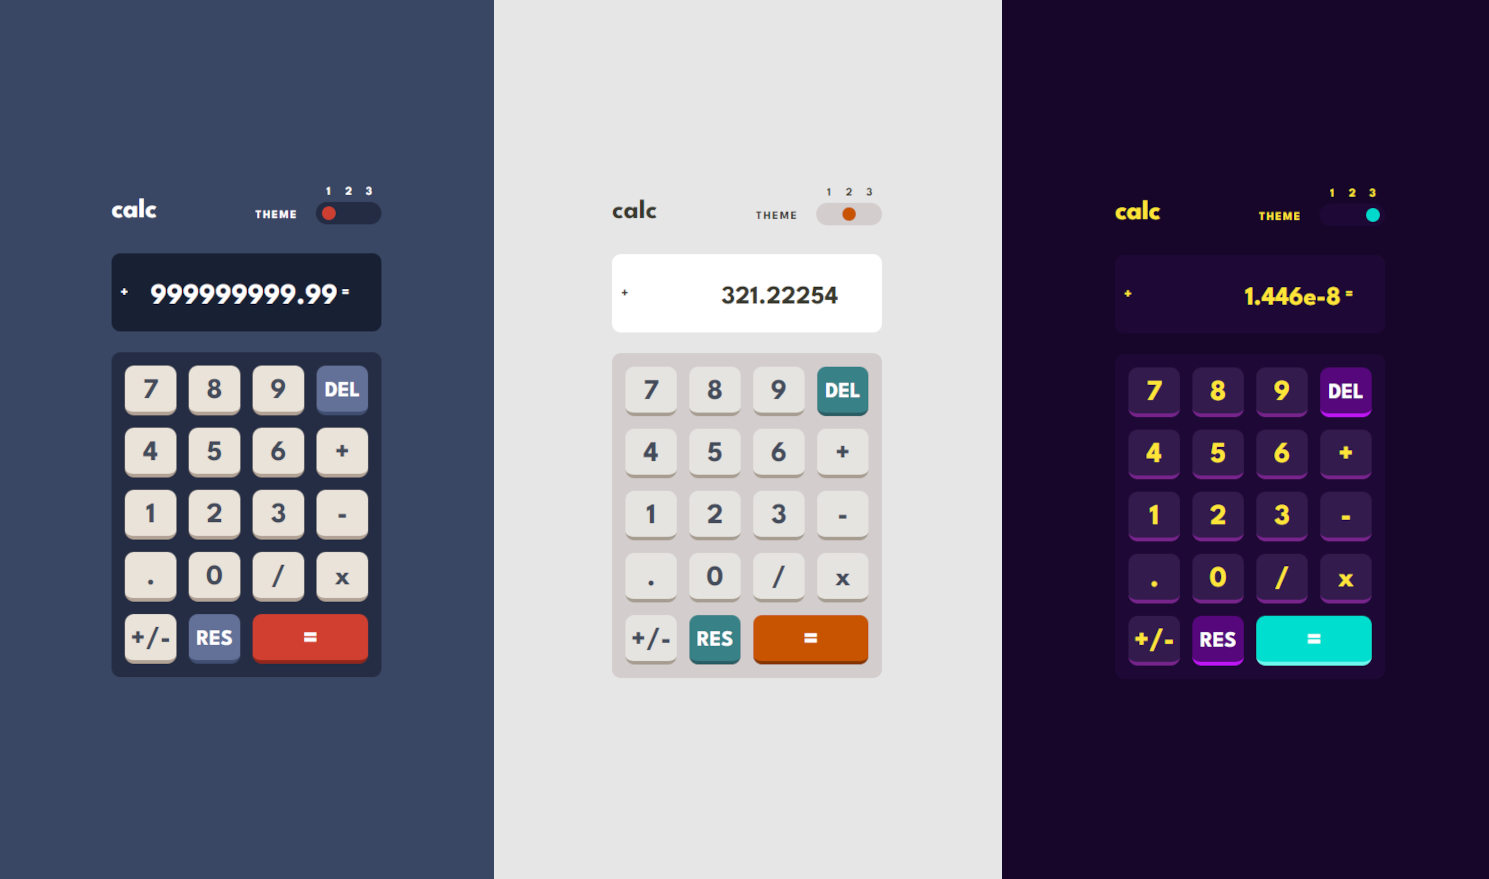 1 2 3
calc THEME
+ 999999999.99 =
7 8 9 DEL
4 5 6 +
1 2 3 -
. 0 / x
+/- RES =
1 2 3
calc THEME
+ 321.22254
7 8 9 DEL
4 5 6 +
1 2 3 -
. 0 / x
+/- RES =
1 2 3
calc THEME
+ 1.446e-8 =
7 8 9 DEL
4 5 6 +
1 2 3 -
. 0 / x
+/- RES =